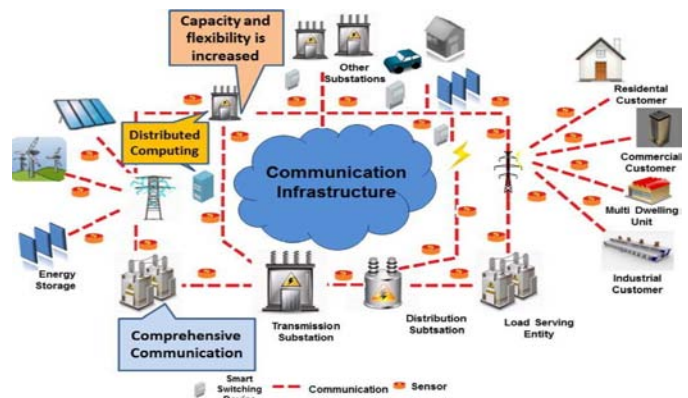 Capacity and
flexibility is
increased
Other
Substations
Residental
Customer
Distributed
Computing
Commercial
Customer
Communication
Infrastructure
Multi Dwelling
Unit
Energy
Storage
Industrial
Customer
Transmission
Substation
Distribution
Subtsation
Load Serving
Entity
Comprehensive
Communication
Smart
Switching
Device
Communication
Sensor